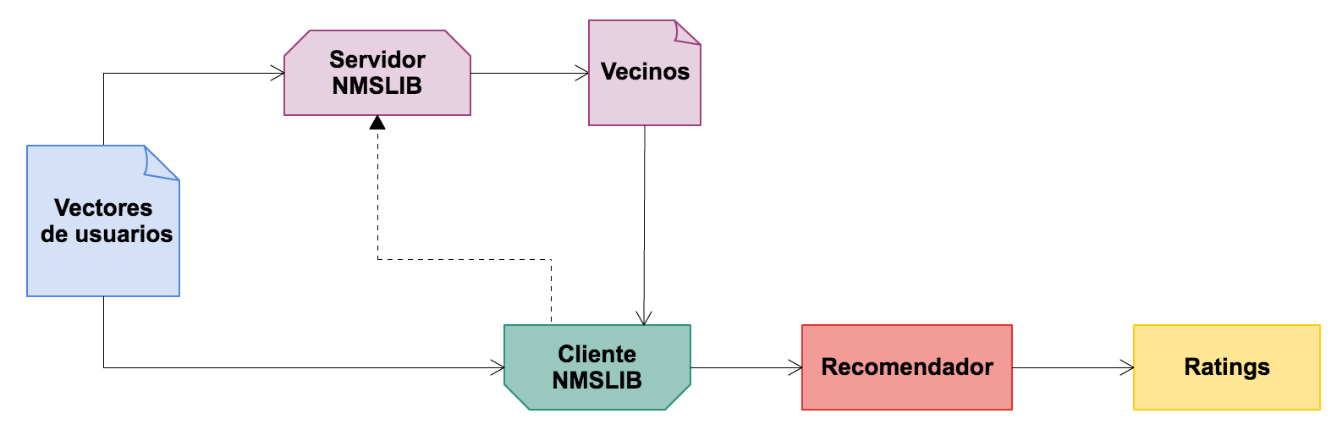 Servidor
NMSLIB
Vecinos
Vectores
de usuarios
Cliente
NMSLIB
Recomendador
Ratings